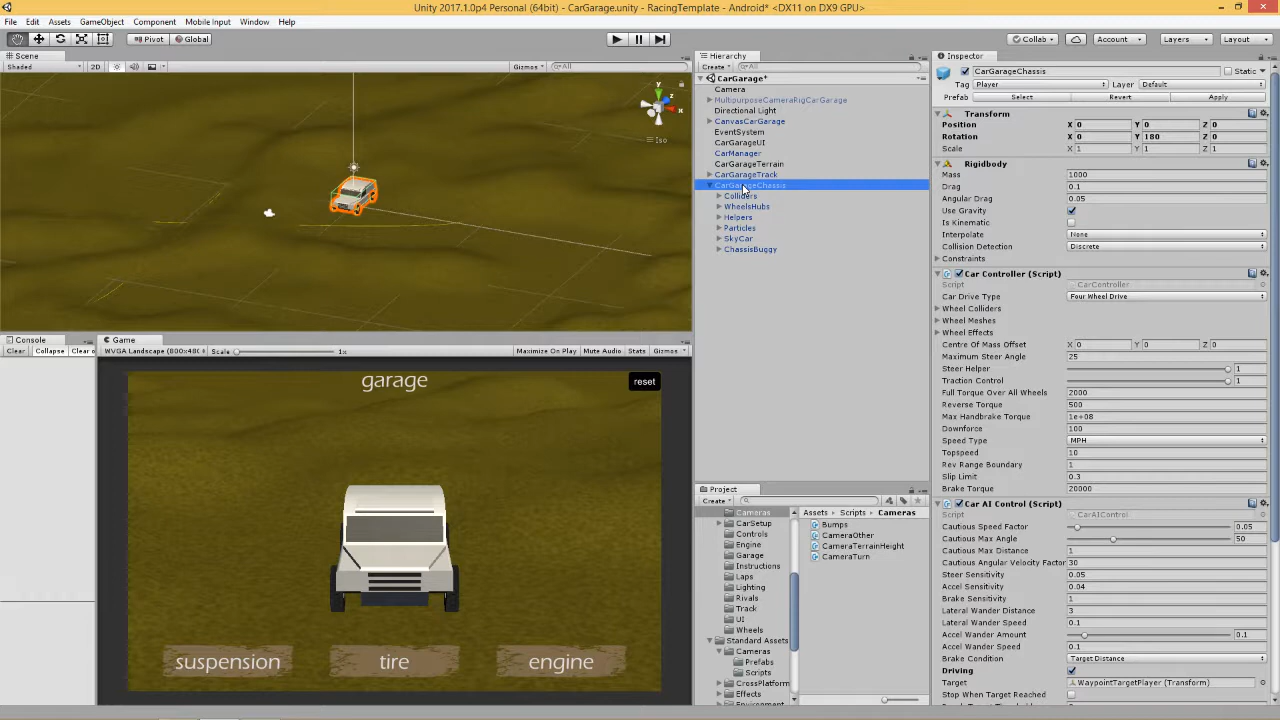 Unity 2017.1.0p4 Personal (64bit) - CarGarage.unity - RacingTemplate - Android* <DX11 on DX9 GPU>
File Edit Assets GameObject Component Mobile Input Window Help
Pivot Global Collab Account Layers Layout
Scene
Shaded 2D Gizmos All
y
z
x
Iso
Console Game
Clear Collapse Clear o WVGA Landscape (800x48 Scale 1x Maximize On Play Mute Audio Stats Gizmos
garage
reset
suspension tire engine
Hierarchy
Create All
CarGarage*
Camera
MultipurposeCameraRigCarGarage
Directional Light
CanvasCarGarage
EventSystem
CarGarageUI
CarManager
CarGarageTerrain
CarGarageTrack
CarGarageChassis
Colliders
WheelsHubs
Helpers
Particles
SkyCar
ChassisBuggy
Project
Create
Cameras
CarSetup
Controls
Engine
Garage
Instructions
Laps
Lighting
Rivals
Track
UI
Wheels
Standard Assets
Cameras
Prefabs
Scripts
CrossPlatform
Effects
Environment
Assets Scripts Cameras
Bumps
CameraOther
CameraTerrainHeight
CameraTurn
Inspector
CarGarageChassis Static
Tag Player Layer Default
Prefab Select Revert Apply
Transform
Position X 0 Y 0 Z 0
Rotation X 0 Y 180 Z 0
Scale X 1 Y 1 Z 1
Rigidbody
Mass 1000
Drag 0.1
Angular Drag 0.05
Use Gravity
Is Kinematic
Interpolate None
Collision Detection Discrete
Constraints
Car Controller (Script)
Script CarController
Car Drive Type Four Wheel Drive
Wheel Colliders
Wheel Meshes
Wheel Effects
Centre Of Mass Offset X 0 Y 0 Z 0
Maximum Steer Angle 25
Steer Helper 1
Traction Control 1
Full Torque Over All Wheels 2000
Reverse Torque 500
Max Handbrake Torque 1e+08
Downforce 100
Speed Type MPH
Topspeed 10
Rev Range Boundary 1
Slip Limit 0.3
Brake Torque 20000
Car AI Control (Script)
Script CarAIControl
Cautious Speed Factor 0.05
Cautious Max Angle 50
Cautious Max Distance 1
Cautious Angular Velocity Factor 30
Steer Sensitivity 0.05
Accel Sensitivity 0.04
Brake Sensitivity 1
Lateral Wander Distance 3
Lateral Wander Speed 0.1
Accel Wander Amount 0.1
Accel Wander Speed 0.1
Brake Condition Target Distance
Driving
Target WaypointTargetPlayer (Transform)
Stop When Target Reached